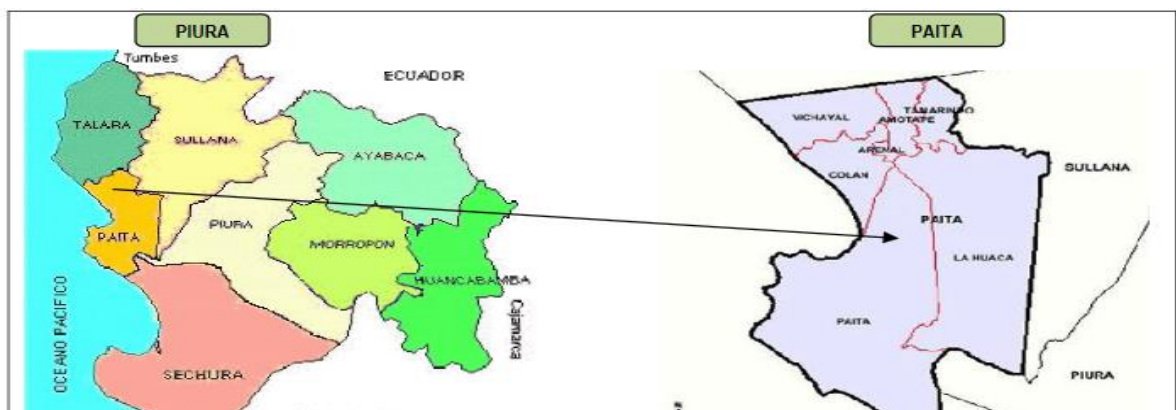 PIURA
Tumbes
ECUADOR
TALARA
SULLANA
AYABACA
PAITA
PIURA
MORROPON
HUANCABAMBA
Cajamarca
OCEANO PACIFICO
SECHURA
PAITA
VICHAYAL
TAMARINDO
AMOTAPE
ARENAL
COLAN
SULLANA
PAITA
LA HUACA
PAITA
PIURA